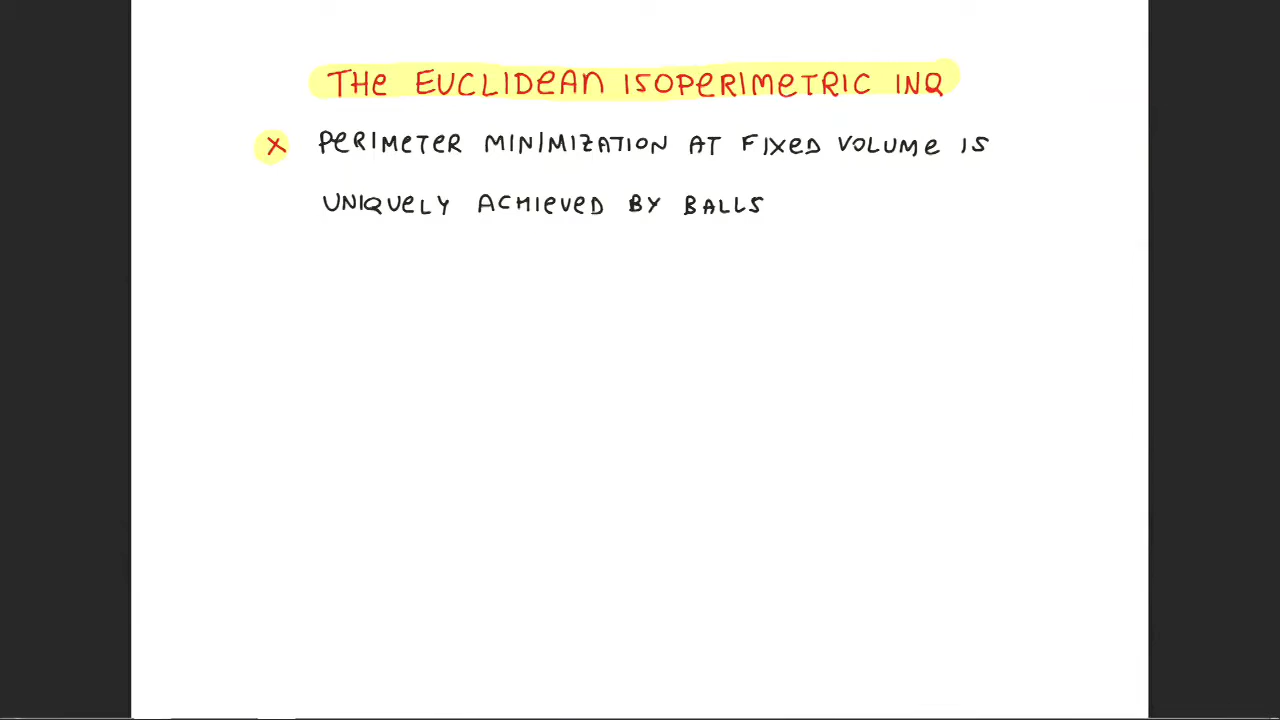 THE EUCLIDEAN ISOPERIMETRIC INQ
X PERIMETER MINIMIZATION AT FIXED VOLUME IS
UNIQUELY ACHIEVED BY BALLS